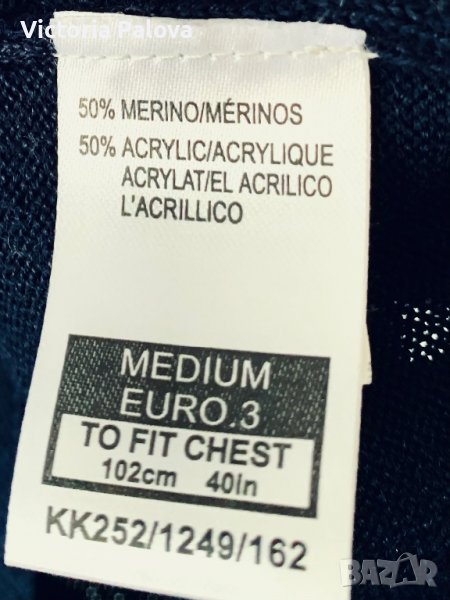 Victoria Palova
50% MERINO/MÉRINOS
50% ACRYLIC/ACRYLIQUE
ACRYLAT/EL ACRILICO
L'ACRILLICO
MEDIUM
EURO.3
TO FIT CHEST
102cm 40in
KK252/1249/162
BAZAR